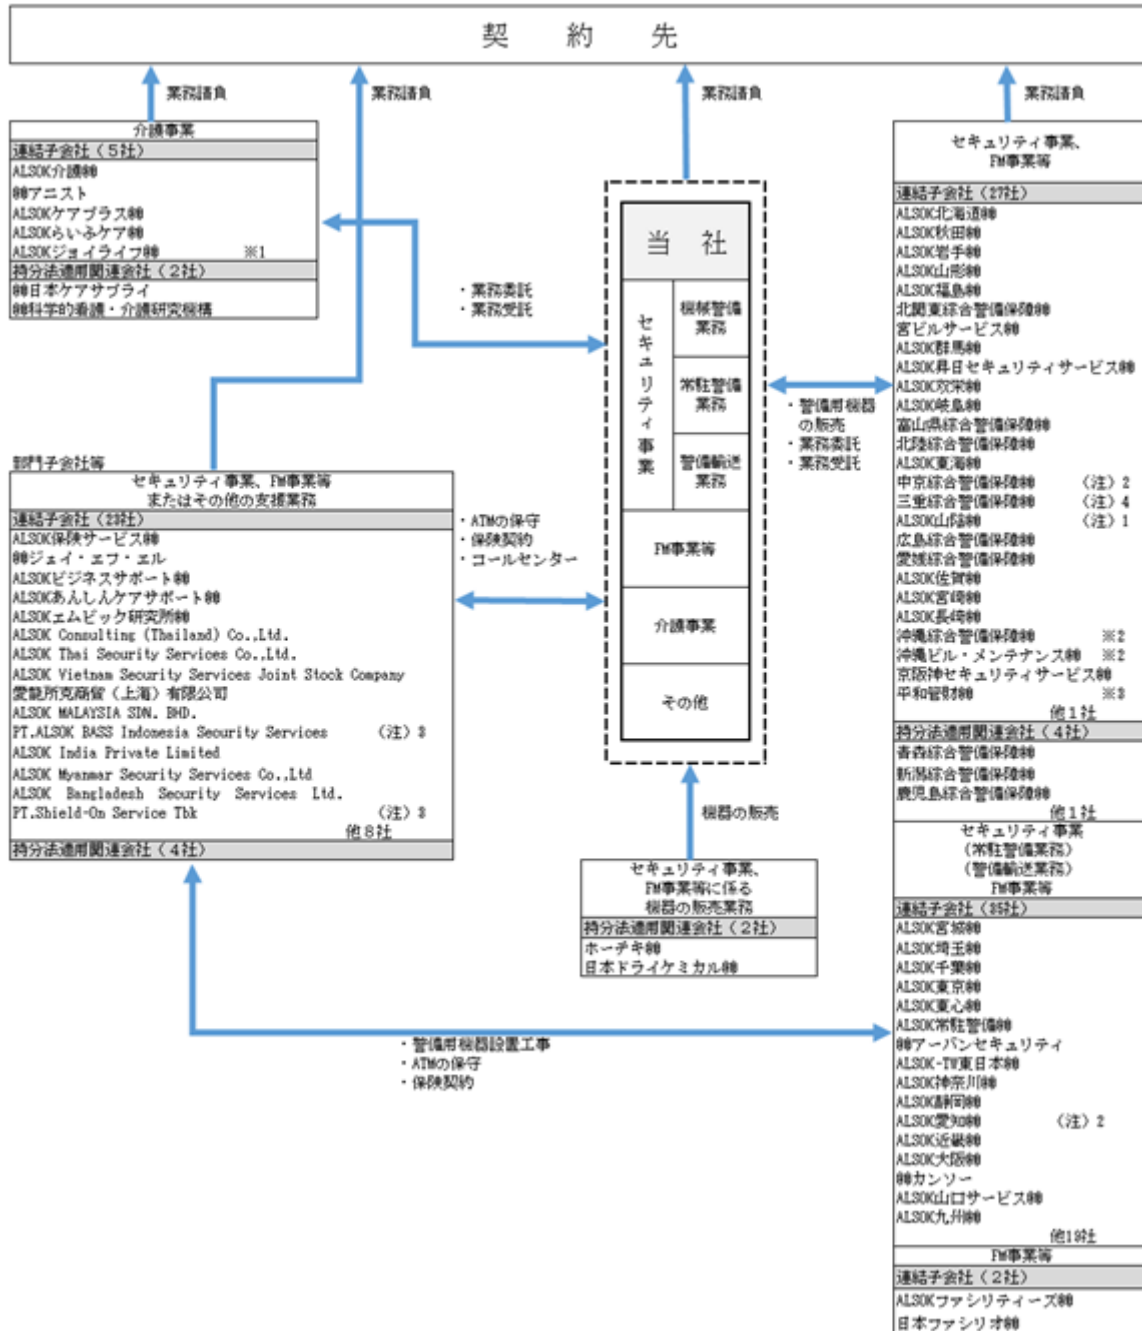 契約先
業務請負
業務請負
業務請負
業務請負
介護事業
連結子会社（５社）
ALSOK介護㈱
㈱アニスト
ALSOKケアプラス㈱
ALSOKらいふケア㈱
ALSOKジョイライフ㈱ ※1
持分法適用関連会社（２社）
㈱日本ケアサプライ
㈱科学的看護・介護研究機構
・業務委託
・業務受託
部門子会社等
セキュリティ事業、FM事業等
またはその他の支援業務
連結子会社（23社）
ALSOK保険サービス㈱
㈱ジェイ・エフ・エル
ALSOKビジネスサポート㈱
ALSOKあんしんケアサポート㈱
ALSOKエムビック研究所㈱
ALSOK Consulting (Thailand) Co.,Ltd.
ALSOK Thai Security Services Co.,Ltd.
ALSOK Vietnam Security Services Joint Stock Company
愛龍所克商貿（上海）有限公司
ALSOK MALAYSIA SDN. BHD.
PT.ALSOK BASS Indonesia Security Services （注）3
ALSOK India Private Limited
ALSOK Myanmar Security Services Co.,Ltd
ALSOK Bangladesh Security Services Ltd.
PT.Shield-On Service Tbk （注）3
他８社
持分法適用関連会社（４社）
・ATMの保守
・保険契約
・コールセンター
当社
セキュリティ事業
機械警備
業務
常駐警備
業務
警備輸送
業務
FM事業等
介護事業
その他
機器の販売
セキュリティ事業、
FM事業等に係る
機器の販売業務
持分法適用関連会社（２社）
ホーチキ㈱
日本ドライケミカル㈱
・警備用機器
の販売
・業務委託
・業務受託
・警備用機器設置工事
・ATMの保守
・保険契約
セキュリティ事業、
FM事業等
連結子会社（27社）
ALSOK北海道㈱
ALSOK秋田㈱
ALSOK岩手㈱
ALSOK山形㈱
ALSOK福島㈱
北関東綜合警備保障㈱
宮ビルサービス㈱
ALSOK群馬㈱
ALSOK昇日セキュリティサービス㈱
ALSOK双栄㈱
ALSOK岐阜㈱
富山県綜合警備保障㈱
北陸綜合警備保障㈱
ALSOK東海㈱
中京綜合警備保障㈱ （注）2
三重綜合警備保障㈱ （注）4
ALSOK山陰㈱ （注）1
広島綜合警備保障㈱
愛媛綜合警備保障㈱
ALSOK佐賀㈱
ALSOK宮崎㈱
ALSOK長崎㈱
沖縄綜合警備保障㈱ ※2
沖縄ビル・メンテナンス㈱ ※2
京阪神セキュリティサービス㈱
平和管財㈱ ※3
他１社
持分法適用関連会社（４社）
青森綜合警備保障㈱
新潟綜合警備保障㈱
鹿児島綜合警備保障㈱
他１社
セキュリティ事業
（常駐警備業務）
（警備輸送業務）
FM事業等
連結子会社（35社）
ALSOK宮城㈱
ALSOK埼玉㈱
ALSOK千葉㈱
ALSOK東京㈱
ALSOK東心㈱
ALSOK常駐警備㈱
㈱アーバンセキュリティ
ALSOK-TW東日本㈱
ALSOK神奈川㈱
ALSOK静岡㈱
ALSOK愛知㈱ （注）2
ALSOK近畿㈱
ALSOK大阪㈱
㈱カンソー
ALSOK山口サービス㈱
ALSOK九州㈱
他19社
FM事業等
連結子会社（２社）
ALSOKファシリティーズ㈱
日本ファシリオ㈱